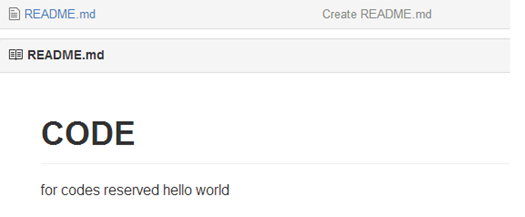 README.md Create README.md
README.md
CODE
for codes reserved hello world